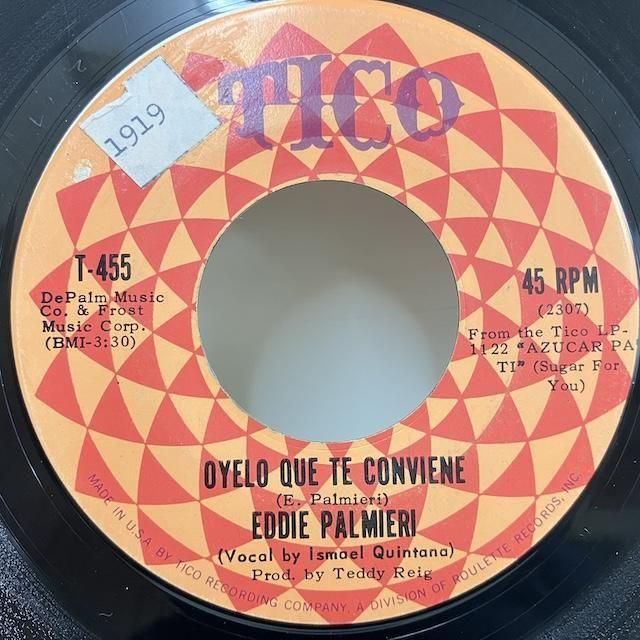 TICO
1919
T-455
DePalm Music
Co. & Frost
Music Corp.
(BMI-3:30)
45 RPM
(2307)
From the Tico LP-
1122 "AZUCAR PA
TI" (Sugar For
You)
OYELO QUE TE CONVIENE
(E. Palmieri)
EDDIE PALMIERI
(Vocal by Ismael Quintana)
Prod. by Teddy Reig
MADE IN U.S.A. BY TICO RECORDING COMPANY, A DIVISION OF ROULETTE RECORDS, INC.